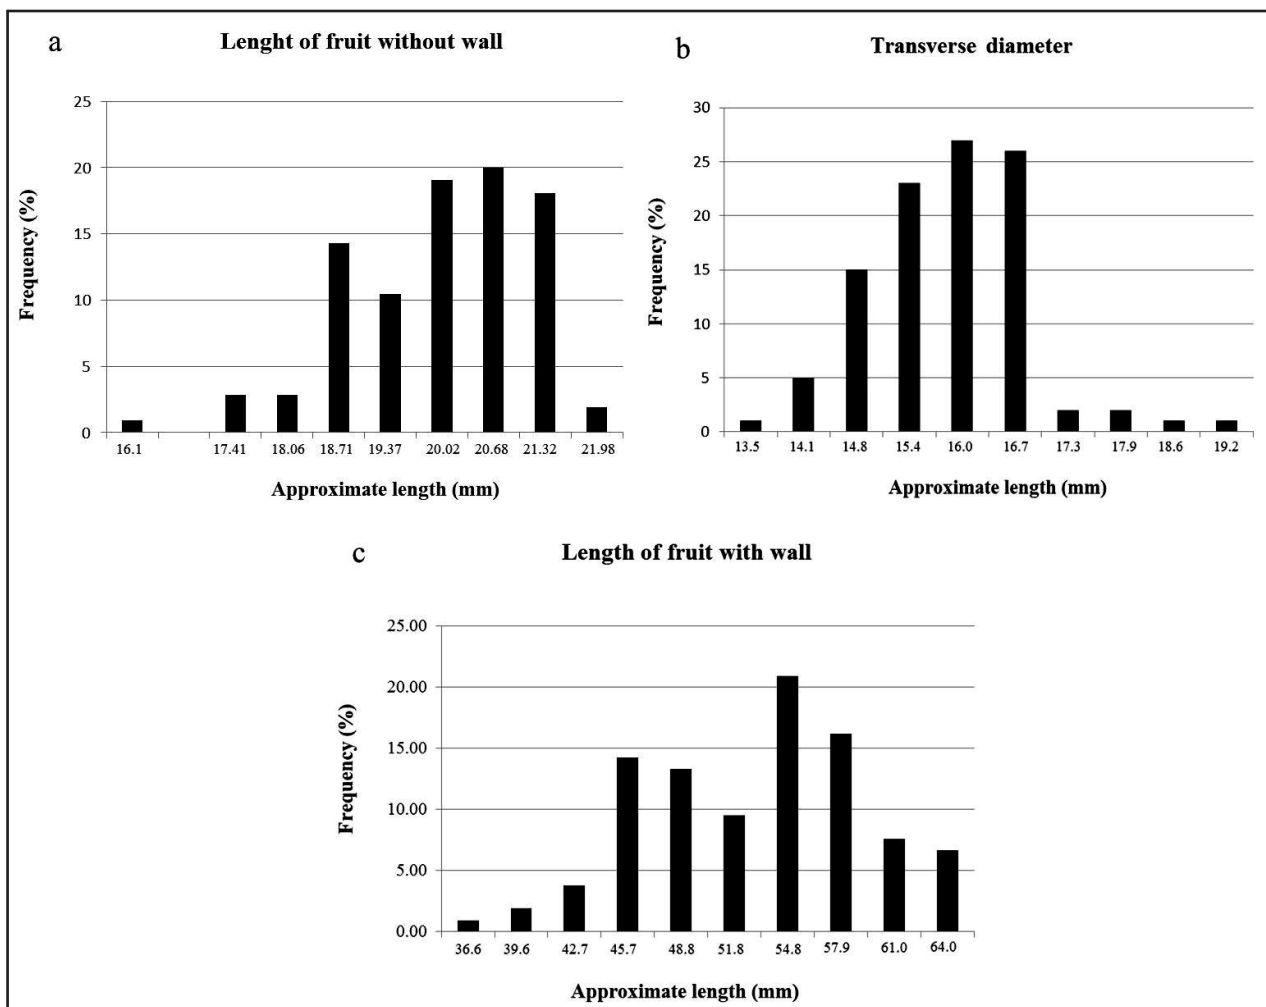 a
Lenght of fruit without wall
25
20
15
10
5
0
Frequency (%)
16.1 17.41 18.06 18.71 19.37 20.02 20.68 21.32 21.98
Approximate length (mm)
b
Transverse diameter
30
25
20
15
10
5
0
Frequency (%)
13.5 14.1 14.8 15.4 16.0 16.7 17.3 17.9 18.6 19.2
Approximate length (mm)
c
Length of fruit with wall
25.00
20.00
15.00
10.00
5.00
0.00
Frequency (%)
36.6 39.6 42.7 45.7 48.8 51.8 54.8 57.9 61.0 64.0
Approximate length (mm)